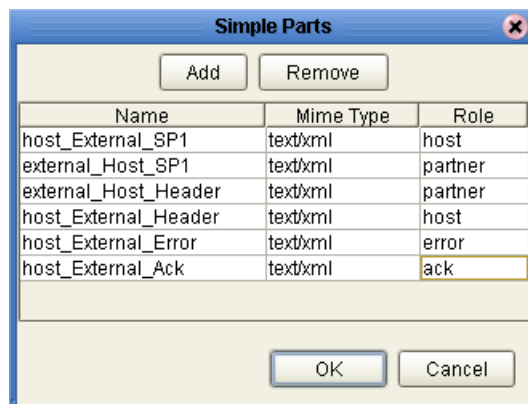 Simple Parts
Add Remove
Name Mime Type Role
host_External_SP1 text/xml host
external_Host_SP1 text/xml partner
external_Host_Header text/xml partner
host_External_Header text/xml host
host_External_Error text/xml error
host_External_Ack text/xml ack
OK Cancel